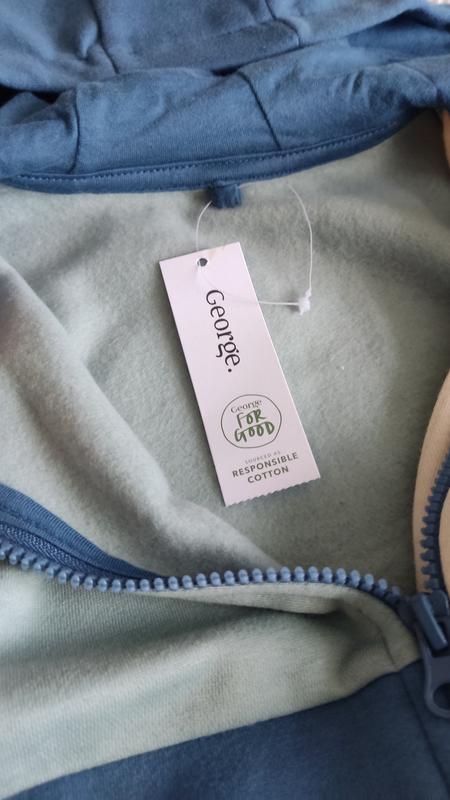 George.
George
FOR
GOOD
SOURCED AS
RESPONSIBLE
COTTON